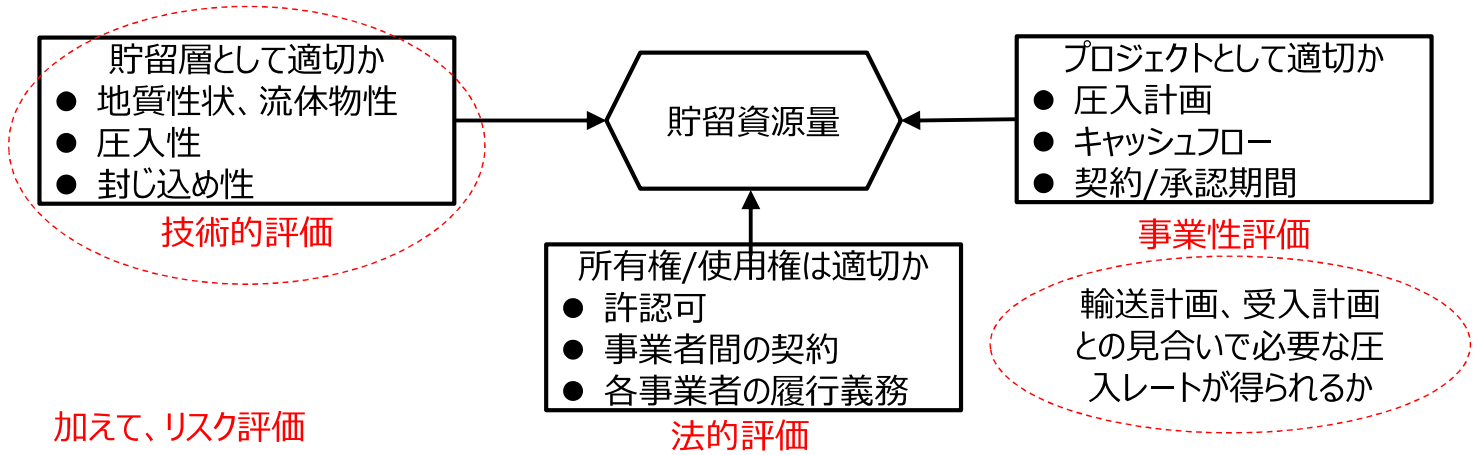 貯留層として適切か
● 地質性状、流体物性
● 圧入性
● 封じ込め性
技術的評価
貯留資源量
プロジェクトとして適切か
● 圧入計画
● キャッシュフロー
● 契約/承認期間
事業性評価
所有権/使用権は適切か
● 許認可
● 事業者間の契約
● 各事業者の履行義務
法的評価
輸送計画、受入計画
との見合いで必要な圧
入レートが得られるか
加えて、リスク評価